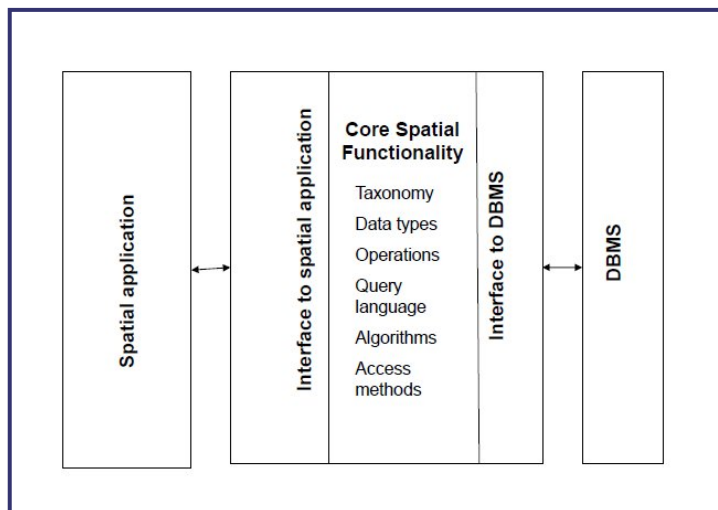 Spatial application
Interface to spatial application
Core Spatial
Functionality
Taxonomy
Data types
Operations
Query
language
Algorithms
Access
methods
Interface to DBMS
DBMS